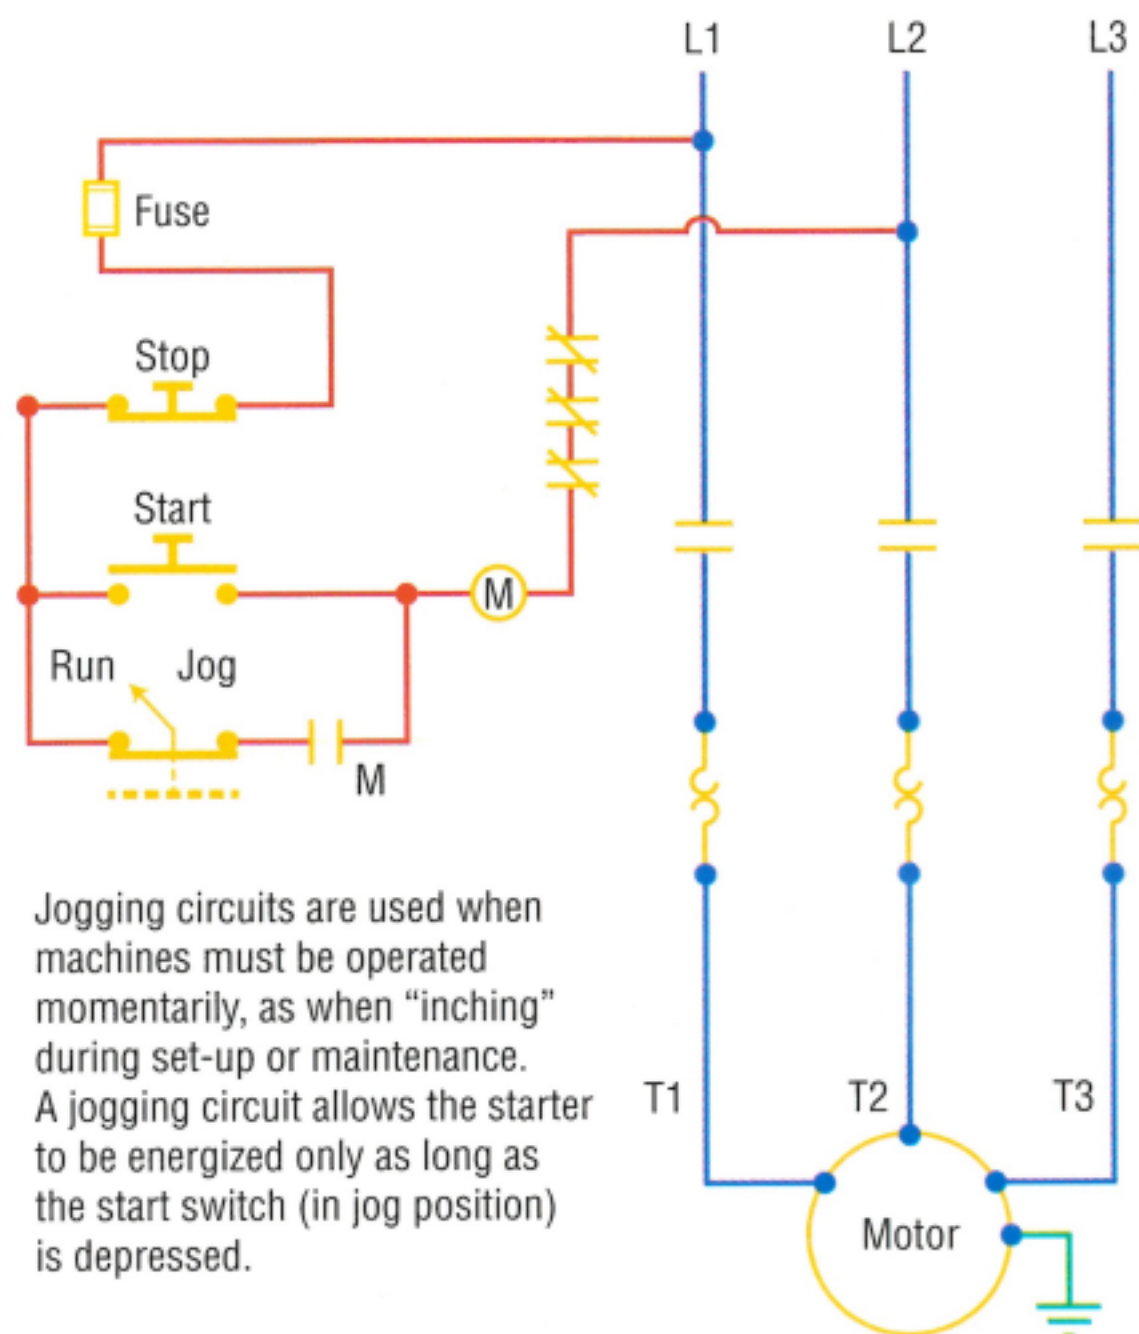 L1
L2
L3
Fuse
Stop
Start
M
Run
Jog
M
Jogging circuits are used when
machines must be operated
momentarily, as when “inching”
during set-up or maintenance.
A jogging circuit allows the starter
to be energized only as long as
the start switch (in jog position)
is depressed.
T1
T2
T3
Motor